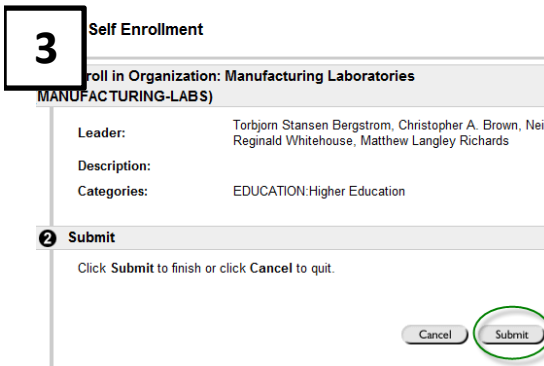 3
Self Enrollment
roll in Organization: Manufacturing Laboratories
MANUFACTURING-LABS)
Leader: Torbjorn Stansen Bergstrom, Christopher A. Brown,
Reginald Whitehouse, Matthew Langley Richards
Description:
Categories: EDUCATION:Higher Education
2 Submit
Click Submit to finish or click Cancel to quit.
Cancel Submit